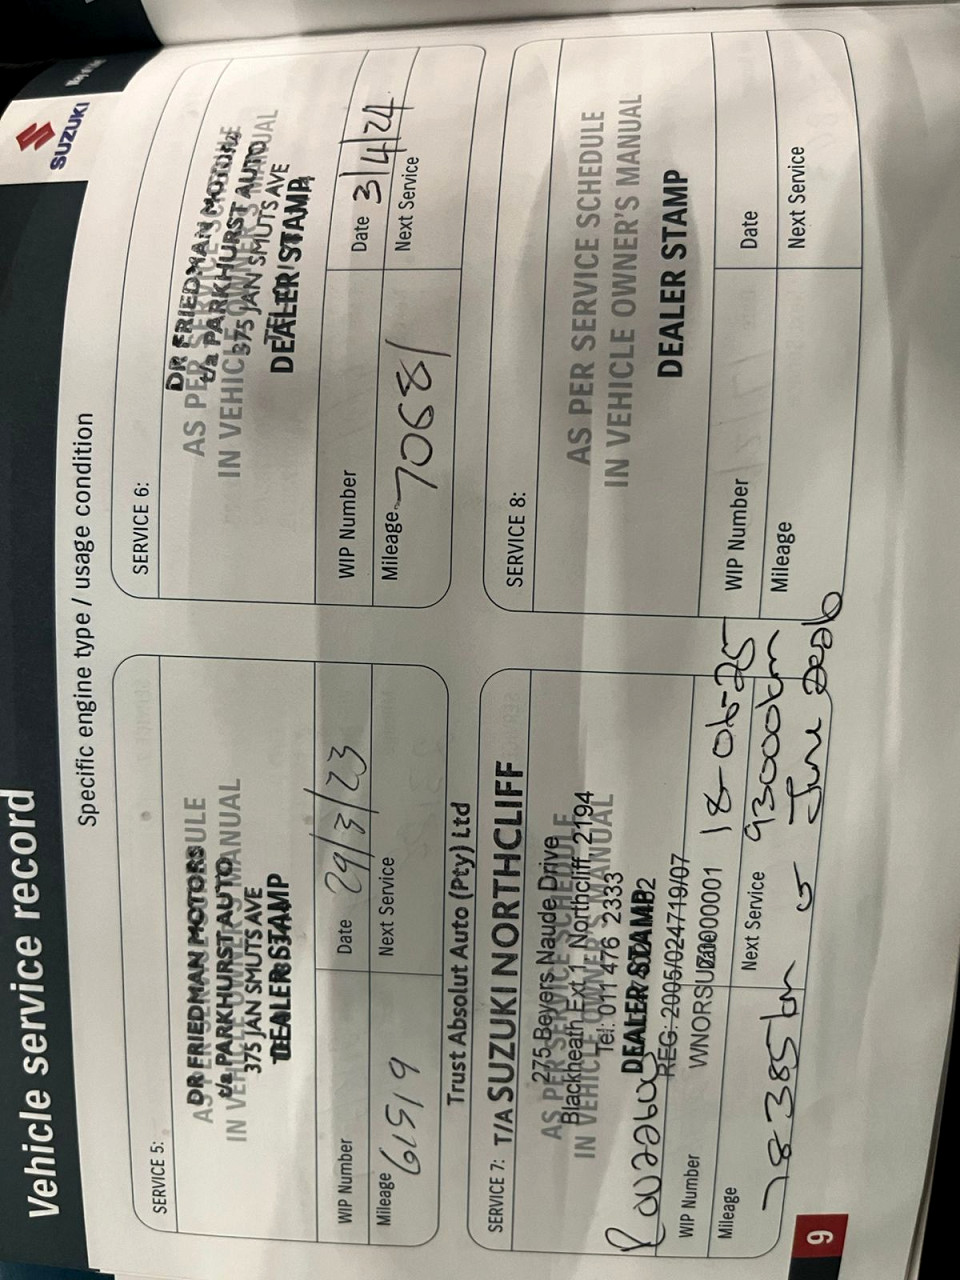 Vehicle service record
SUZUKI
Specific engine type / usage condition
SERVICE 5:
AS PER SERVICE SCHEDULE
IN VEHICLE OWNER'S MANUAL
DR FRIEDMAN MOTORS
t/a PARKHURST AUTO
375 JAN SMUTS AVE
DEALER STAMP
WIP Number
Date 29/3/23
Mileage 61519
Next Service
SERVICE 6:
DR FRIEDMAN MOTORS
t/a PARKHURST AUTO
375 JAN SMUTS AVE
AS PER SERVICE SCHEDULE
IN VEHICLE OWNER'S MANUAL
DEALER STAMP
WIP Number
Date 3/4/24
Mileage 70681
Next Service
Trust Absolut Auto (Pty) Ltd
SERVICE 7: T/A SUZUKI NORTHCLIFF
275 Beyers Naude Drive
AS PER SERVICE SCHEDULE
Blackheath Ext 1, Northcliff, 2194
IN VEHICLE OWNER'S MANUAL
Tel: 011 476 2333
DEALER STAMP
REG: 2005/024719/07
WIP Number
Date 18-06-25
Mileage 78385km
Next Service 93000km
or June 2026
SERVICE 8:
AS PER SERVICE SCHEDULE
IN VEHICLE OWNER'S MANUAL
DEALER STAMP
WIP Number
Date
Mileage
Next Service
9